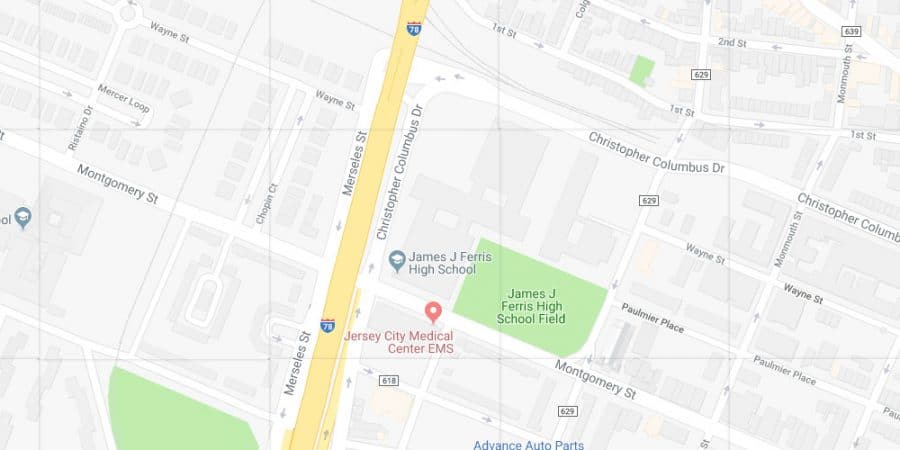 1st St
Colg
Wayne St
78
2nd St
639
629
Monmouth St
Mercer Loop
Wayne St
1st St
1st St
Ristaino Dr
Christopher Columbus Dr
Merseles St
Christopher Columbus Dr
Montgomery St
Chopin Ct
629
Christopher Colum
ool
Monmouth St
James J Ferris
High School
Wayne St
Wayne St
James J
Ferris High
School Field
Paulmier Place
78
Jersey City Medical
Center EMS
Merseles St
Paulmier Place
Montgomery St
618
629
Advance Auto Parts